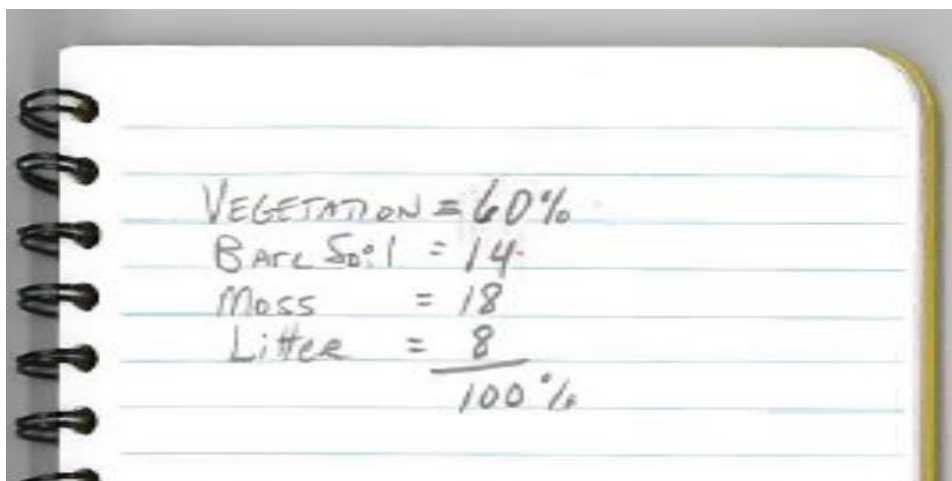 VEGETATION = 60%
Bare Soil = 14
Moss = 18
Litter = 8
100%